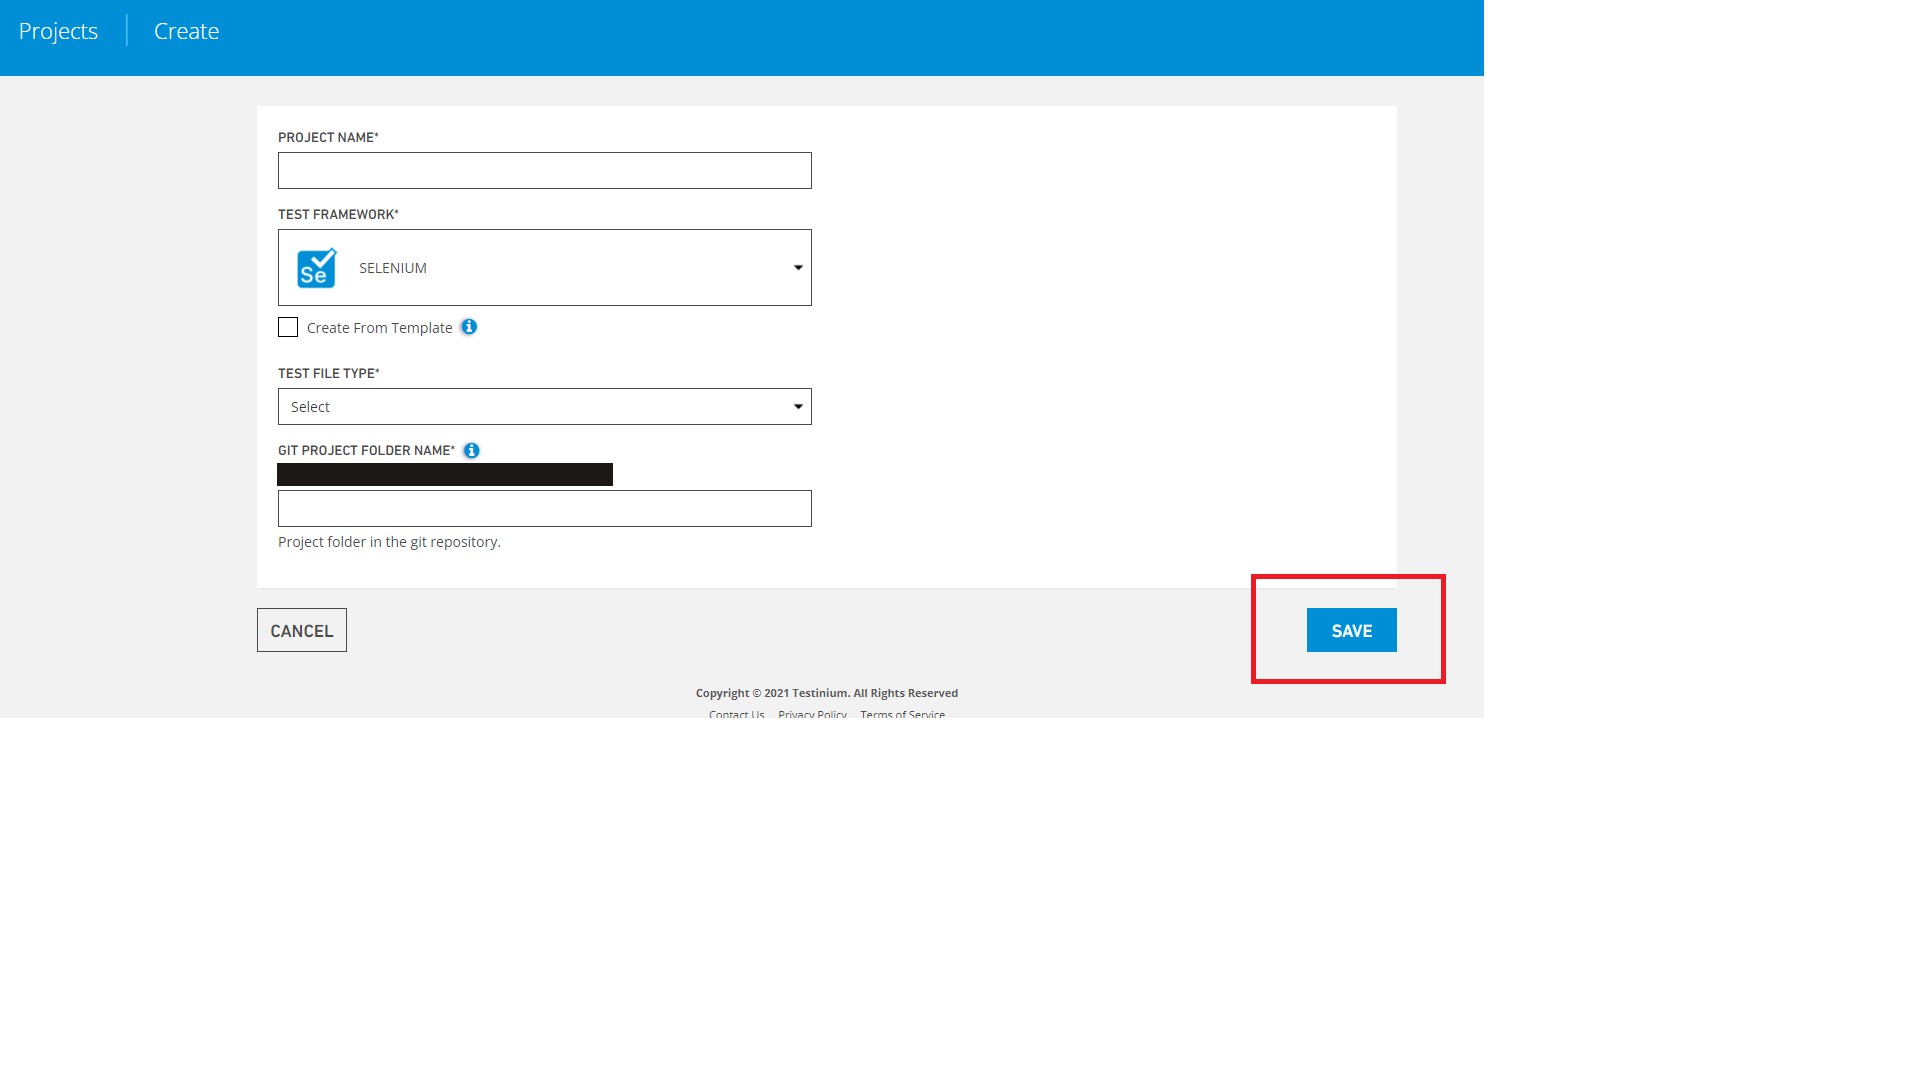 Projects Create
PROJECT NAME*
TEST FRAMEWORK*
Se SELENIUM
Create From Template
TEST FILE TYPE*
Select
GIT PROJECT FOLDER NAME*
Project folder in the git repository.
CANCEL SAVE
Copyright © 2021 Testinium. All Rights Reserved
Contact Us Privacy Policy Terms of Service